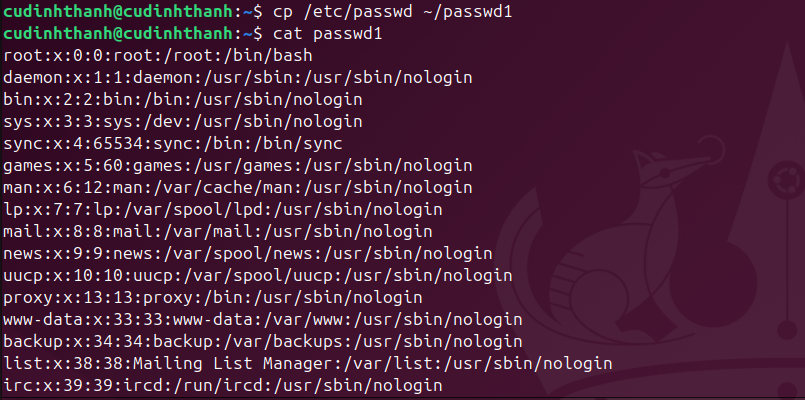 cudinhthanh@cudinhthanh:~$ cp /etc/passwd ~/passwd1
cudinhthanh@cudinhthanh:~$ cat passwd1
root:x:0:0:root:/root:/bin/bash
daemon:x:1:1:daemon:/usr/sbin:/usr/sbin/nologin
bin:x:2:2:bin:/bin:/usr/sbin/nologin
sys:x:3:3:sys:/dev:/usr/sbin/nologin
sync:x:4:65534:sync:/bin:/bin/sync
games:x:5:60:games:/usr/games:/usr/sbin/nologin
man:x:6:12:man:/var/cache/man:/usr/sbin/nologin
lp:x:7:7:lp:/var/spool/lpd:/usr/sbin/nologin
mail:x:8:8:mail:/var/mail:/usr/sbin/nologin
news:x:9:9:news:/var/spool/news:/usr/sbin/nologin
uucp:x:10:10:uucp:/var/spool/uucp:/usr/sbin/nologin
proxy:x:13:13:proxy:/bin:/usr/sbin/nologin
www-data:x:33:33:www-data:/var/www:/usr/sbin/nologin
backup:x:34:34:backup:/var/backups:/usr/sbin/nologin
list:x:38:38:Mailing List Manager:/var/list:/usr/sbin/nologin
irc:x:39:39:ircd:/run/ircd:/usr/sbin/nologin